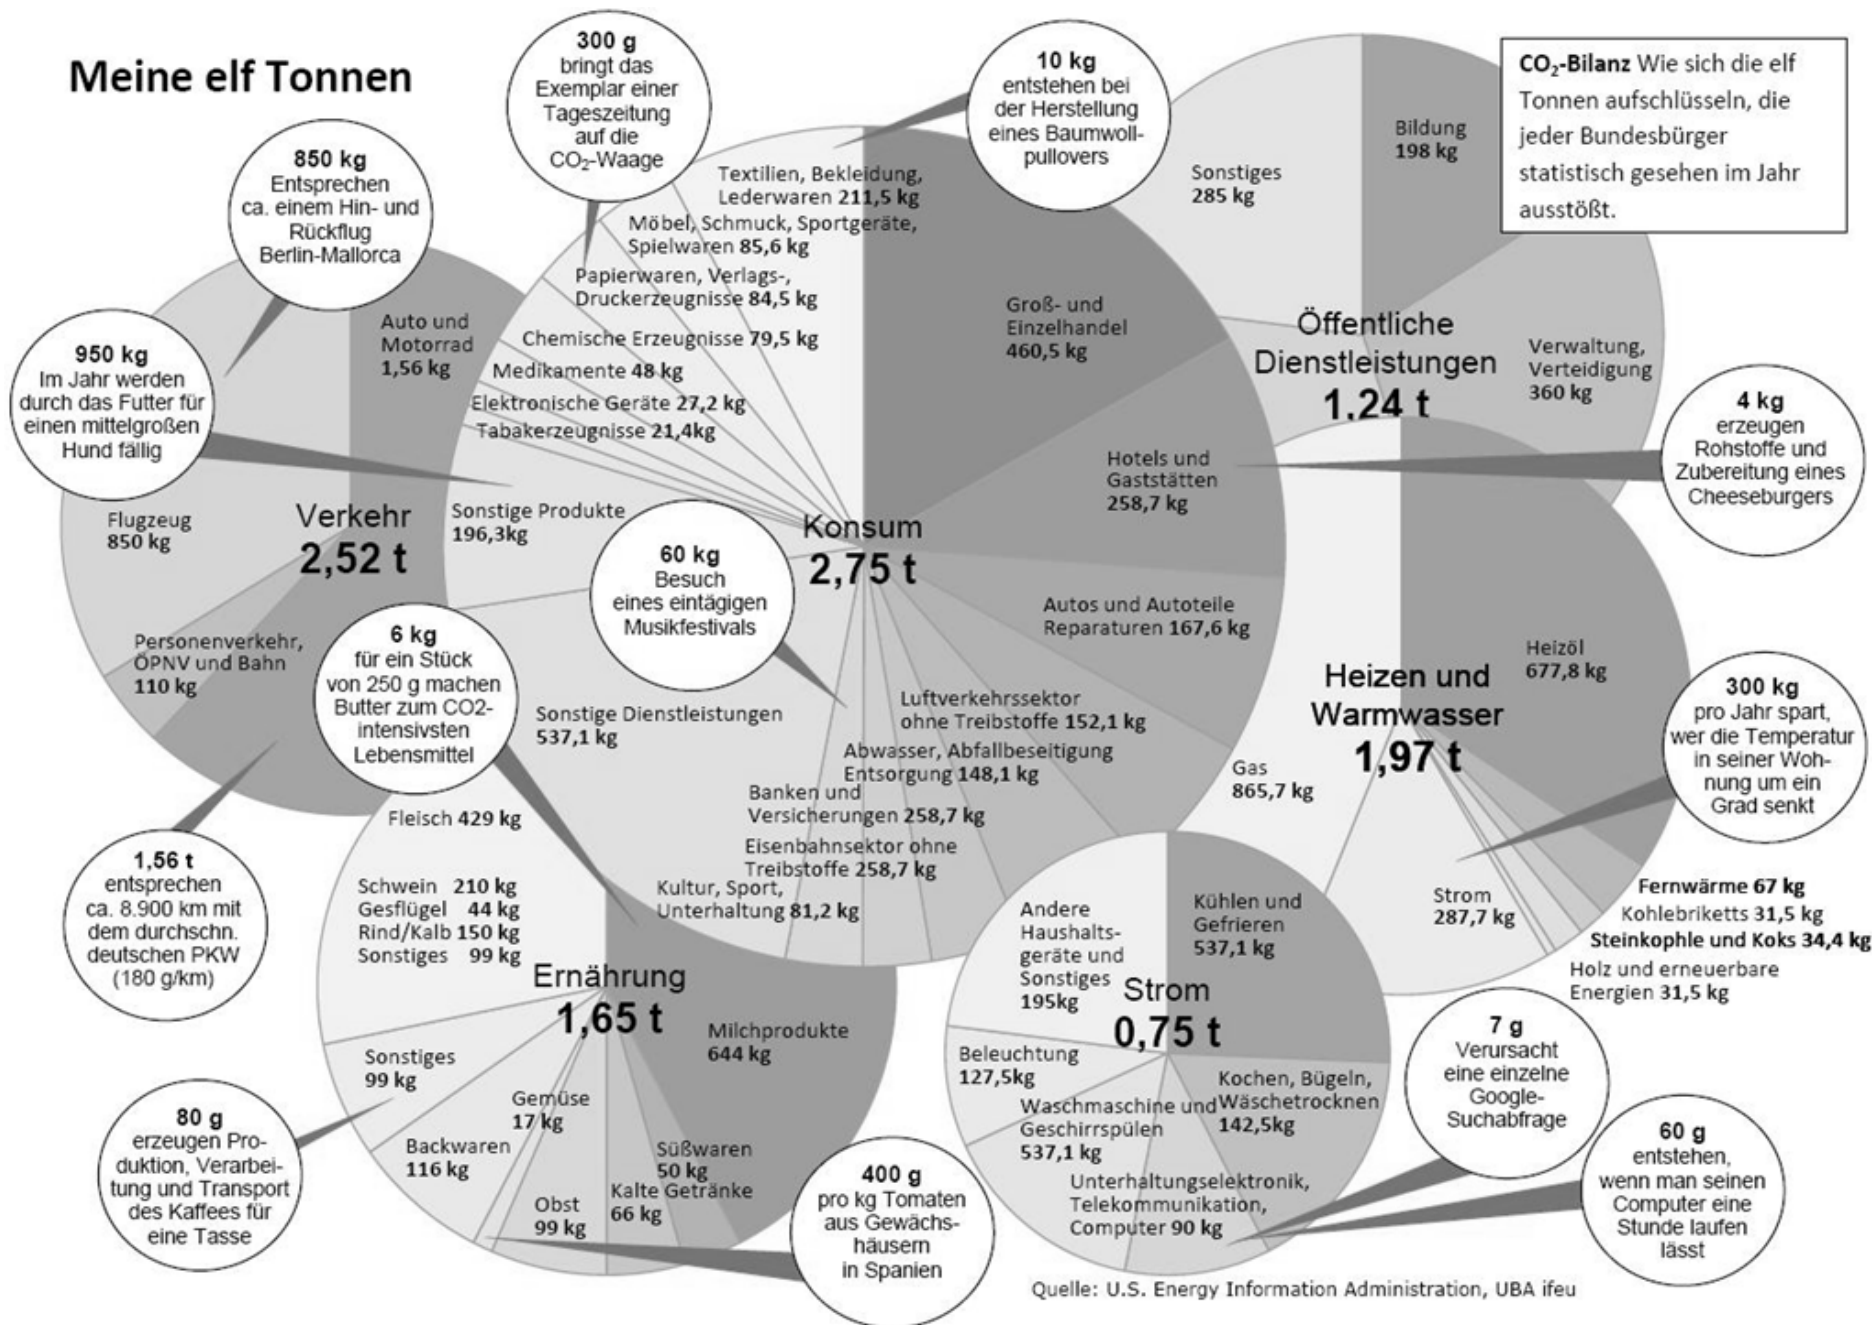 Meine elf Tonnen
CO₂-Bilanz Wie sich die elf
Tonnen aufschlüsseln, die
jeder Bundesbürger
statistisch gesehen im Jahr
ausstößt.
850 kg
Entsprechen
ca. einem Hin- und
Rückflug
Berlin-Mallorca
950 kg
Im Jahr werden
durch das Futter für
einen mittelgroßen
Hund fällig
Auto und
Motorrad
1,56 kg
Verkehr
2,52 t
Flugzeug
850 kg
Personenverkehr,
ÖPNV und Bahn
110 kg
1,56 t
entsprechen
ca. 8.900 km mit
dem durchschn.
deutschen PKW
(180 g/km)
300 g
bringt das
Exemplar einer
Tageszeitung
auf die
CO₂-Waage
10 kg
entstehen bei
der Herstellung
eines Baumwoll-
pullovers
Textilien, Bekleidung,
Lederwaren 211,5 kg
Möbel, Schmuck, Sportgeräte,
Spielwaren 85,6 kg
Papierwaren, Verlags-,
Druckerzeugnisse 84,5 kg
Chemische Erzeugnisse 79,5 kg
Medikamente 48 kg
Elektronische Geräte 27,2 kg
Tabakerzeugnisse 21,4kg
Sonstige Produkte
196,3kg
Konsum
2,75 t
Groß- und
Einzelhandel
460,5 kg
Hotels und
Gaststätten
258,7 kg
Autos und Autoteile
Reparaturen 167,6 kg
Luftverkehrssektor
ohne Treibstoffe 152,1 kg
Abwasser, Abfallbeseitigung
Entsorgung 148,1 kg
Banken und
Versicherungen 258,7 kg
Eisenbahnsektor ohne
Treibstoffe 258,7 kg
Kultur, Sport,
Unterhaltung 81,2 kg
Sonstige Dienstleistungen
537,1 kg
60 kg
Besuch
eines eintägigen
Musikfestivals
Sonstiges
285 kg
Bildung
198 kg
Öffentliche
Dienstleistungen
1,24 t
Verwaltung,
Verteidigung
360 kg
4 kg
erzeugen
Rohstoffe und
Zubereitung eines
Cheeseburgers
Heizen und
Warmwasser
1,97 t
Heizöl
677,8 kg
Gas
865,7 kg
Strom
287,7 kg
300 kg
pro Jahr spart,
wer die Temperatur
in seiner Woh-
nung um ein
Grad senkt
Fernwärme 67 kg
Kohlebriketts 31,5 kg
Steinkophle und Koks 34,4 kg
Holz und erneuerbare
Energien 31,5 kg
6 kg
für ein Stück
von 250 g machen
Butter zum CO2-
intensivsten
Lebensmittel
Fleisch 429 kg
Schwein 210 kg
Gesflügel 44 kg
Rind/Kalb 150 kg
Sonstiges 99 kg
Ernährung
1,65 t
Milchprodukte
644 kg
Sonstiges
99 kg
Backwaren
116 kg
Gemüse
17 kg
Obst
99 kg
Süßwaren
50 kg
Kalte Getränke
66 kg
80 g
erzeugen Pro-
duktion, Verarbei-
tung und Transport
des Kaffees für
eine Tasse
400 g
pro kg Tomaten
aus Gewächs-
häusern
in Spanien
Andere
Haushalts-
geräte und
Sonstiges
195kg
Kühlen und
Gefrieren
537,1 kg
Strom
0,75 t
Beleuchtung
127,5kg
Waschmaschine und
Geschirrspülen
537,1 kg
Kochen, Bügeln,
Wäschetrocknen
142,5kg
Unterhaltungselektronik,
Telekommunikation,
Computer 90 kg
7 g
Verursacht
eine einzelne
Google-
Suchabfrage
60 g
entstehen,
wenn man seinen
Computer eine
Stunde laufen
lässt
Quelle: U.S. Energy Information Administration, UBA ifeu